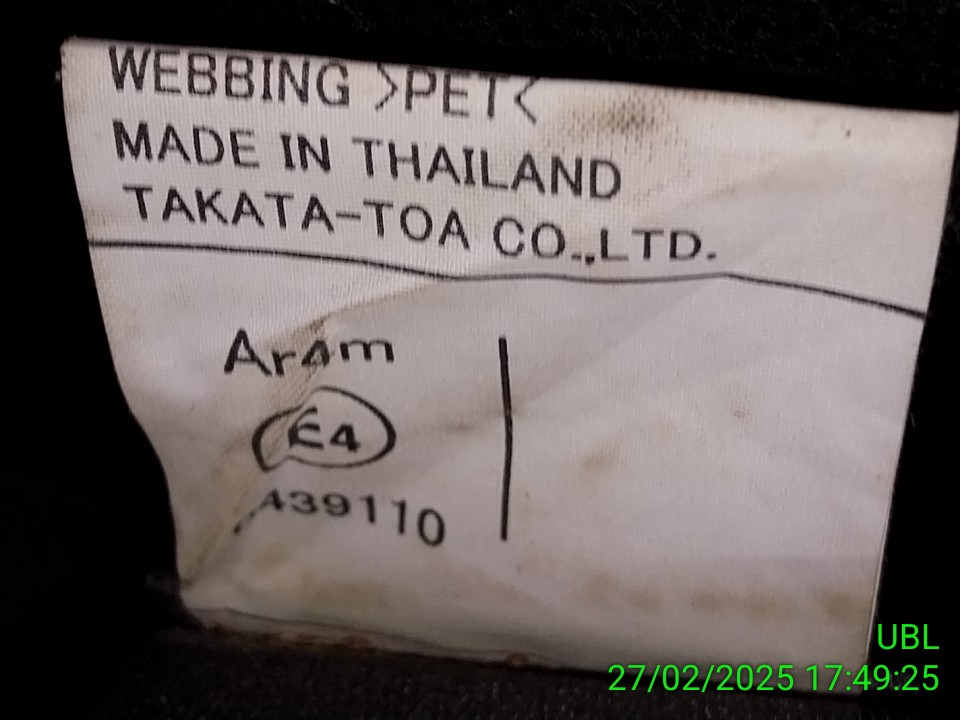 WEBBING >PET<
MADE IN THAILAND
TAKATA-TOA CO.,LTD.
Ar4m
E4
439110
UBL
27/02/2025 17:49:25